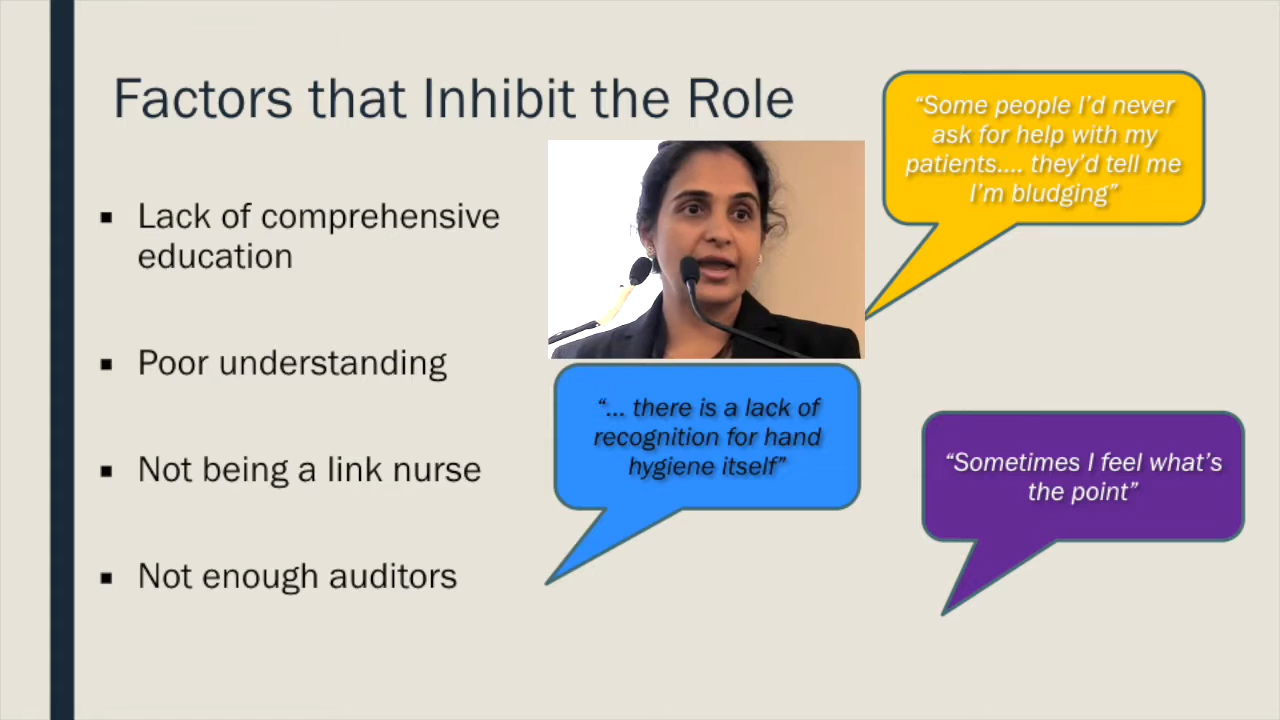 Factors that Inhibit the Role
▪ Lack of comprehensive
education
▪ Poor understanding
▪ Not being a link nurse
▪ Not enough auditors
“Some people I’d never
ask for help with my
patients.... they’d tell me
I’m bludging”
“... there is a lack of
recognition for hand
hygiene itself”
“Sometimes I feel what’s
the point”